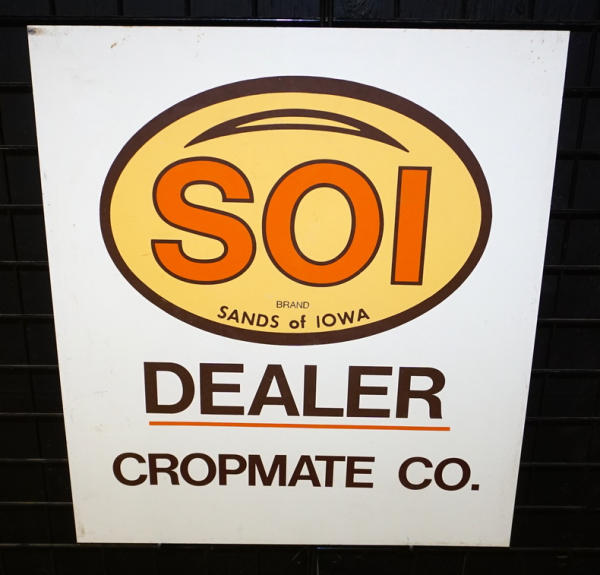 SOI
BRAND
SANDS of IOWA
DEALER
CROPMATE CO.